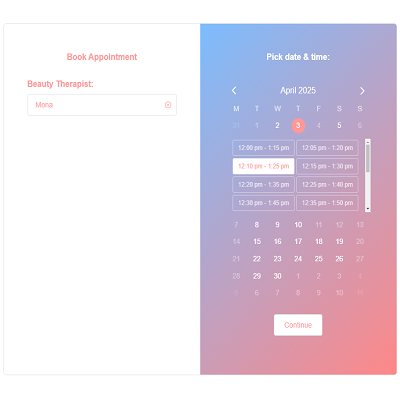 Book Appointment
Beauty Therapist:
Mona
Pick date & time:
April 2025
M T W T F S S
31 1 2 3 4 5 6
12:00 pm - 1:15 pm 12:05 pm - 1:20 pm
12:10 pm - 1:25 pm 12:15 pm - 1:30 pm
12:20 pm - 1:35 pm 12:25 pm - 1:40 pm
12:30 pm - 1:45 pm 12:35 pm - 1:50 pm
7 8 9 10 11 12 13
14 15 16 17 18 19 20
21 22 23 24 25 26 27
28 29 30 1 2 3 4
5 6 7 8 9 10 11
Continue